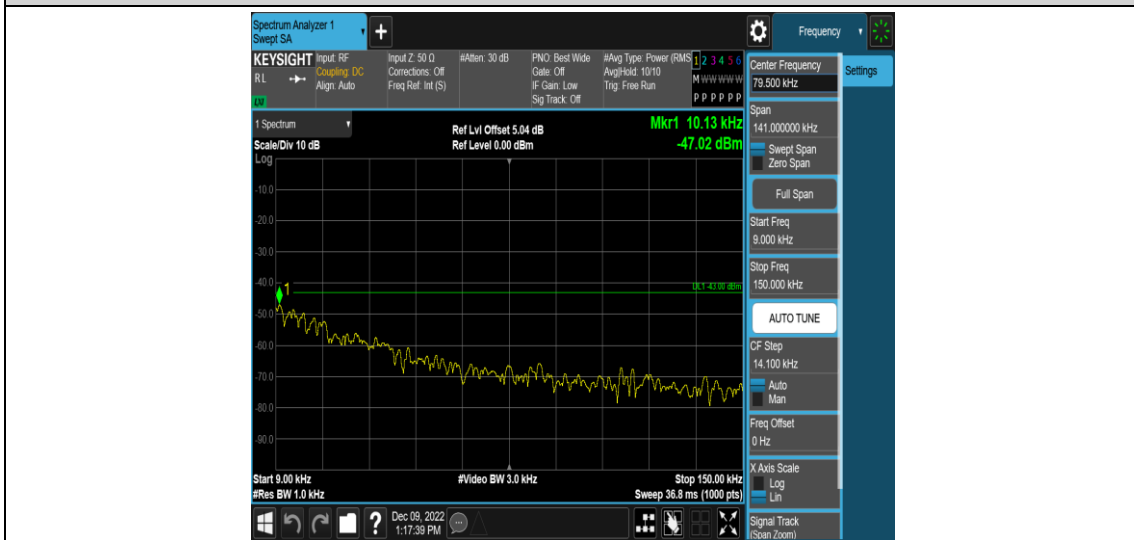 Spectrum Analyzer 1
Swept SA
+
Frequency
KEYSIGHT
RL
LXI
Input: RF
Coupling: DC
Align: Auto
Input Z: 50 Ω
Corrections: Off
Freq Ref: Int (S)
#Atten: 30 dB
PNO: Best Wide
Gate: Off
IF Gain: Low
Sig Track: Off
#Avg Type: Power (RMS
Avg|Hold: 10/10
Trig: Free Run
1 2 3 4 5 6
M W W W W W
P P P P P P
Center Frequency
79.500 kHz
Settings
Span
141.000000 kHz
Swept Span
Zero Span
Full Span
Start Freq
9.000 kHz
Stop Freq
150.000 kHz
AUTO TUNE
CF Step
14.100 kHz
Auto
Man
Freq Offset
0 Hz
X Axis Scale
Log
Lin
Signal Track
(Span Zoom)
1 Spectrum
Scale/Div 10 dB
Ref Lvl Offset 5.04 dB
Ref Level 0.00 dBm
Mkr1 10.13 kHz
-47.02 dBm
Log
-10.0
-20.0
-30.0
-40.0
-50.0
-60.0
-70.0
-80.0
-90.0
1
DL1 -43.00 dBm
Start 9.00 kHz
#Res BW 1.0 kHz
#Video BW 3.0 kHz
Stop 150.00 kHz
Sweep 36.8 ms (1000 pts)
?
Dec 09, 2022
1:17:39 PM